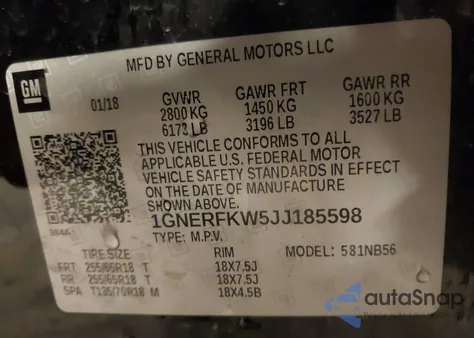 MFD BY GENERAL MOTORS LLC
GM
01/18
GVWR GAWR FRT GAWR RR
2800 KG 1450 KG 1600 KG
6173 LB 3196 LB 3527 LB
THIS VEHICLE CONFORMS TO ALL
APPLICABLE U.S. FEDERAL MOTOR
VEHICLE SAFETY STANDARDS IN EFFECT
ON THE DATE OF MANUFACTURE
SHOWN ABOVE.
1GNERFKW5JJ185598
TYPE: M.P.V. MODEL: 581NB56
TIRE SIZE RIM
FRT 255/65R18 T 18X7.5J
RR 255/65R18 T 18X7.5J
SPA T135/70R18 M 18X4.5B
autoSnap